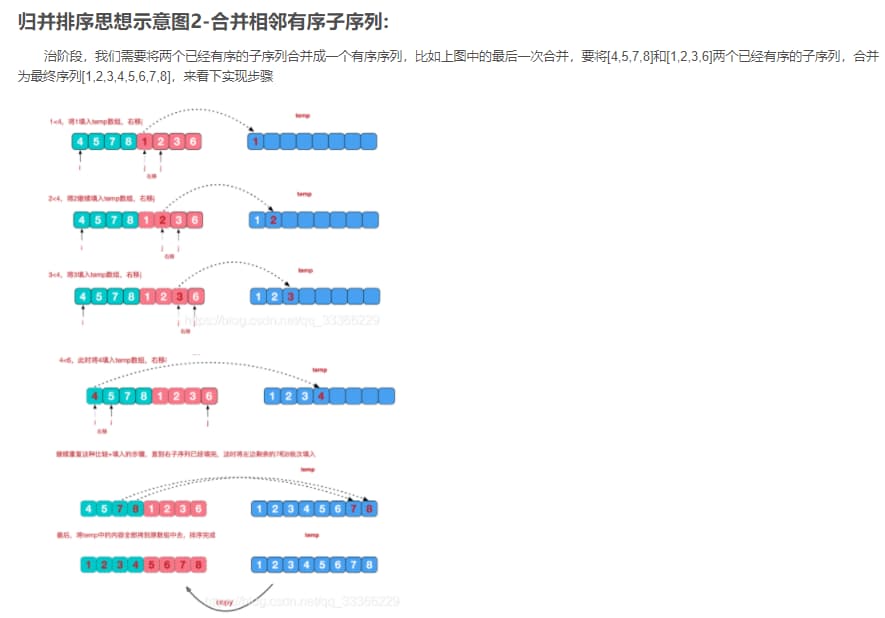 归并排序思想示意图2-合并相邻有序子序列:
治阶段，我们需要将两个已经有序的子序列合并成一个有序序列，比如上图中的最后一次合并，要将[4,5,7,8]和[1,2,3,6]两个已经有序的子序列，合并
为最终序列[1,2,3,4,5,6,7,8]，来看下实现步骤
1<4，将1填入temp数组，右移j
temp
4 5 7 8 1 2 3 6
1
i
j
j
右移
2<4，将2继续填入temp数组，右移j
temp
4 5 7 8 1 2 3 6
1 2
i
j
j
右移
3<4，将3填入temp数组，右移j
temp
4 5 7 8 1 2 3 6
1 2 3
https://blog.csdn.net/qq_33366229
i
j
右移
...
4<6，此时将4填入temp数组，右移i
temp
4 5 7 8 1 2 3 6
1 2 3 4
i
i
j
右移
继续重复这种比较+填入的步骤，直到右子序列已经填完，这时将左边剩余的7和8依次填入
temp
4 5 7 8 1 2 3 6
1 2 3 4 5 6 7 8
最后，将temp中的内容全部拷到原数组中去，排序完成
temp
1 2 3 4 5 6 7 8
1 2 3 4 5 6 7 8
copy
blog.csdn.net/qq_33366229